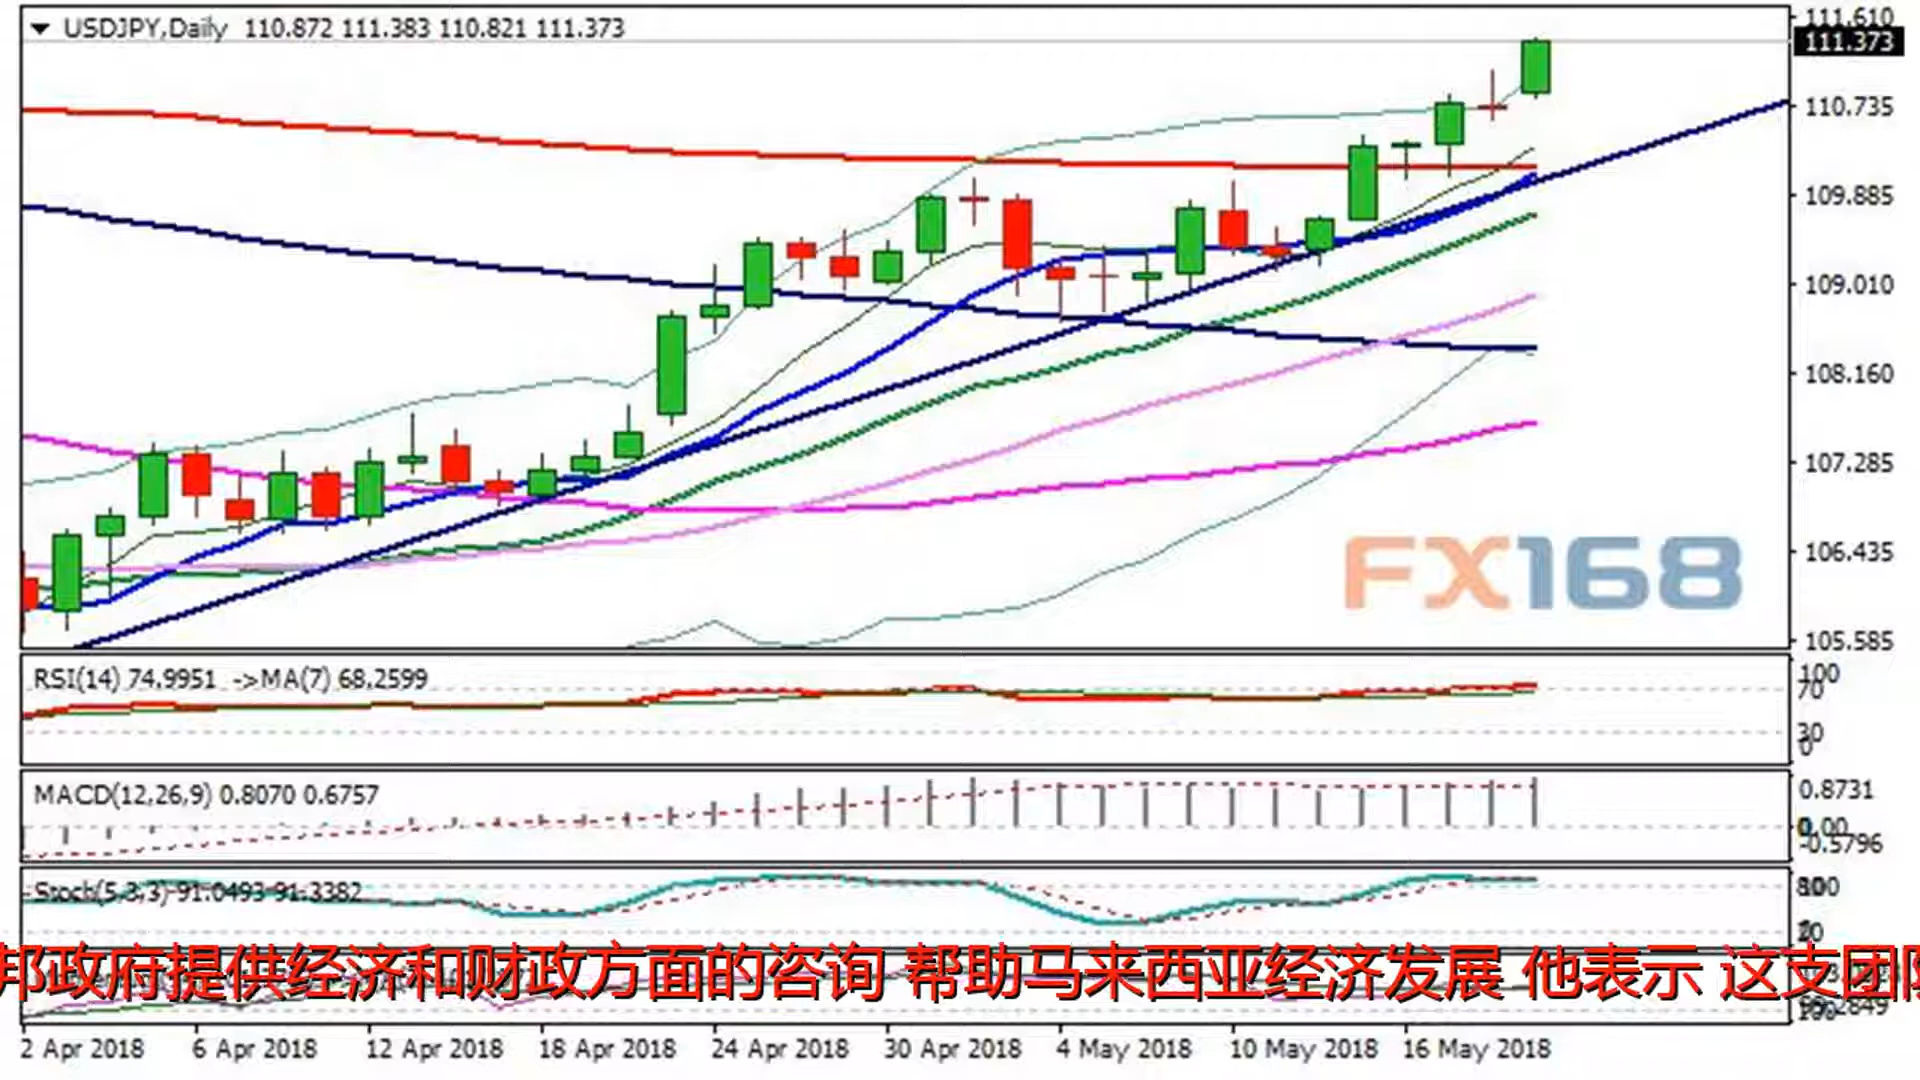 USDJPY,Daily 110.872 111.383 110.821 111.373
111.610
111.373
110.735
109.885
109.010
108.160
107.285
106.435
105.585
FX168
RSI(14) 74.9951 ->MA(7) 68.2599
100
70
30
0
MACD(12,26,9) 0.8070 0.6757
0.8731
0.00
-0.5796
Stoch(5,3,3) 91.0493 91.3382
100
20
邦政府提供经济和财政方面的咨询 帮助马来西亚经济发展 他表示 这支团队
2 Apr 2018 6 Apr 2018 12 Apr 2018 18 Apr 2018 24 Apr 2018 30 Apr 2018 4 May 2018 10 May 2018 16 May 2018